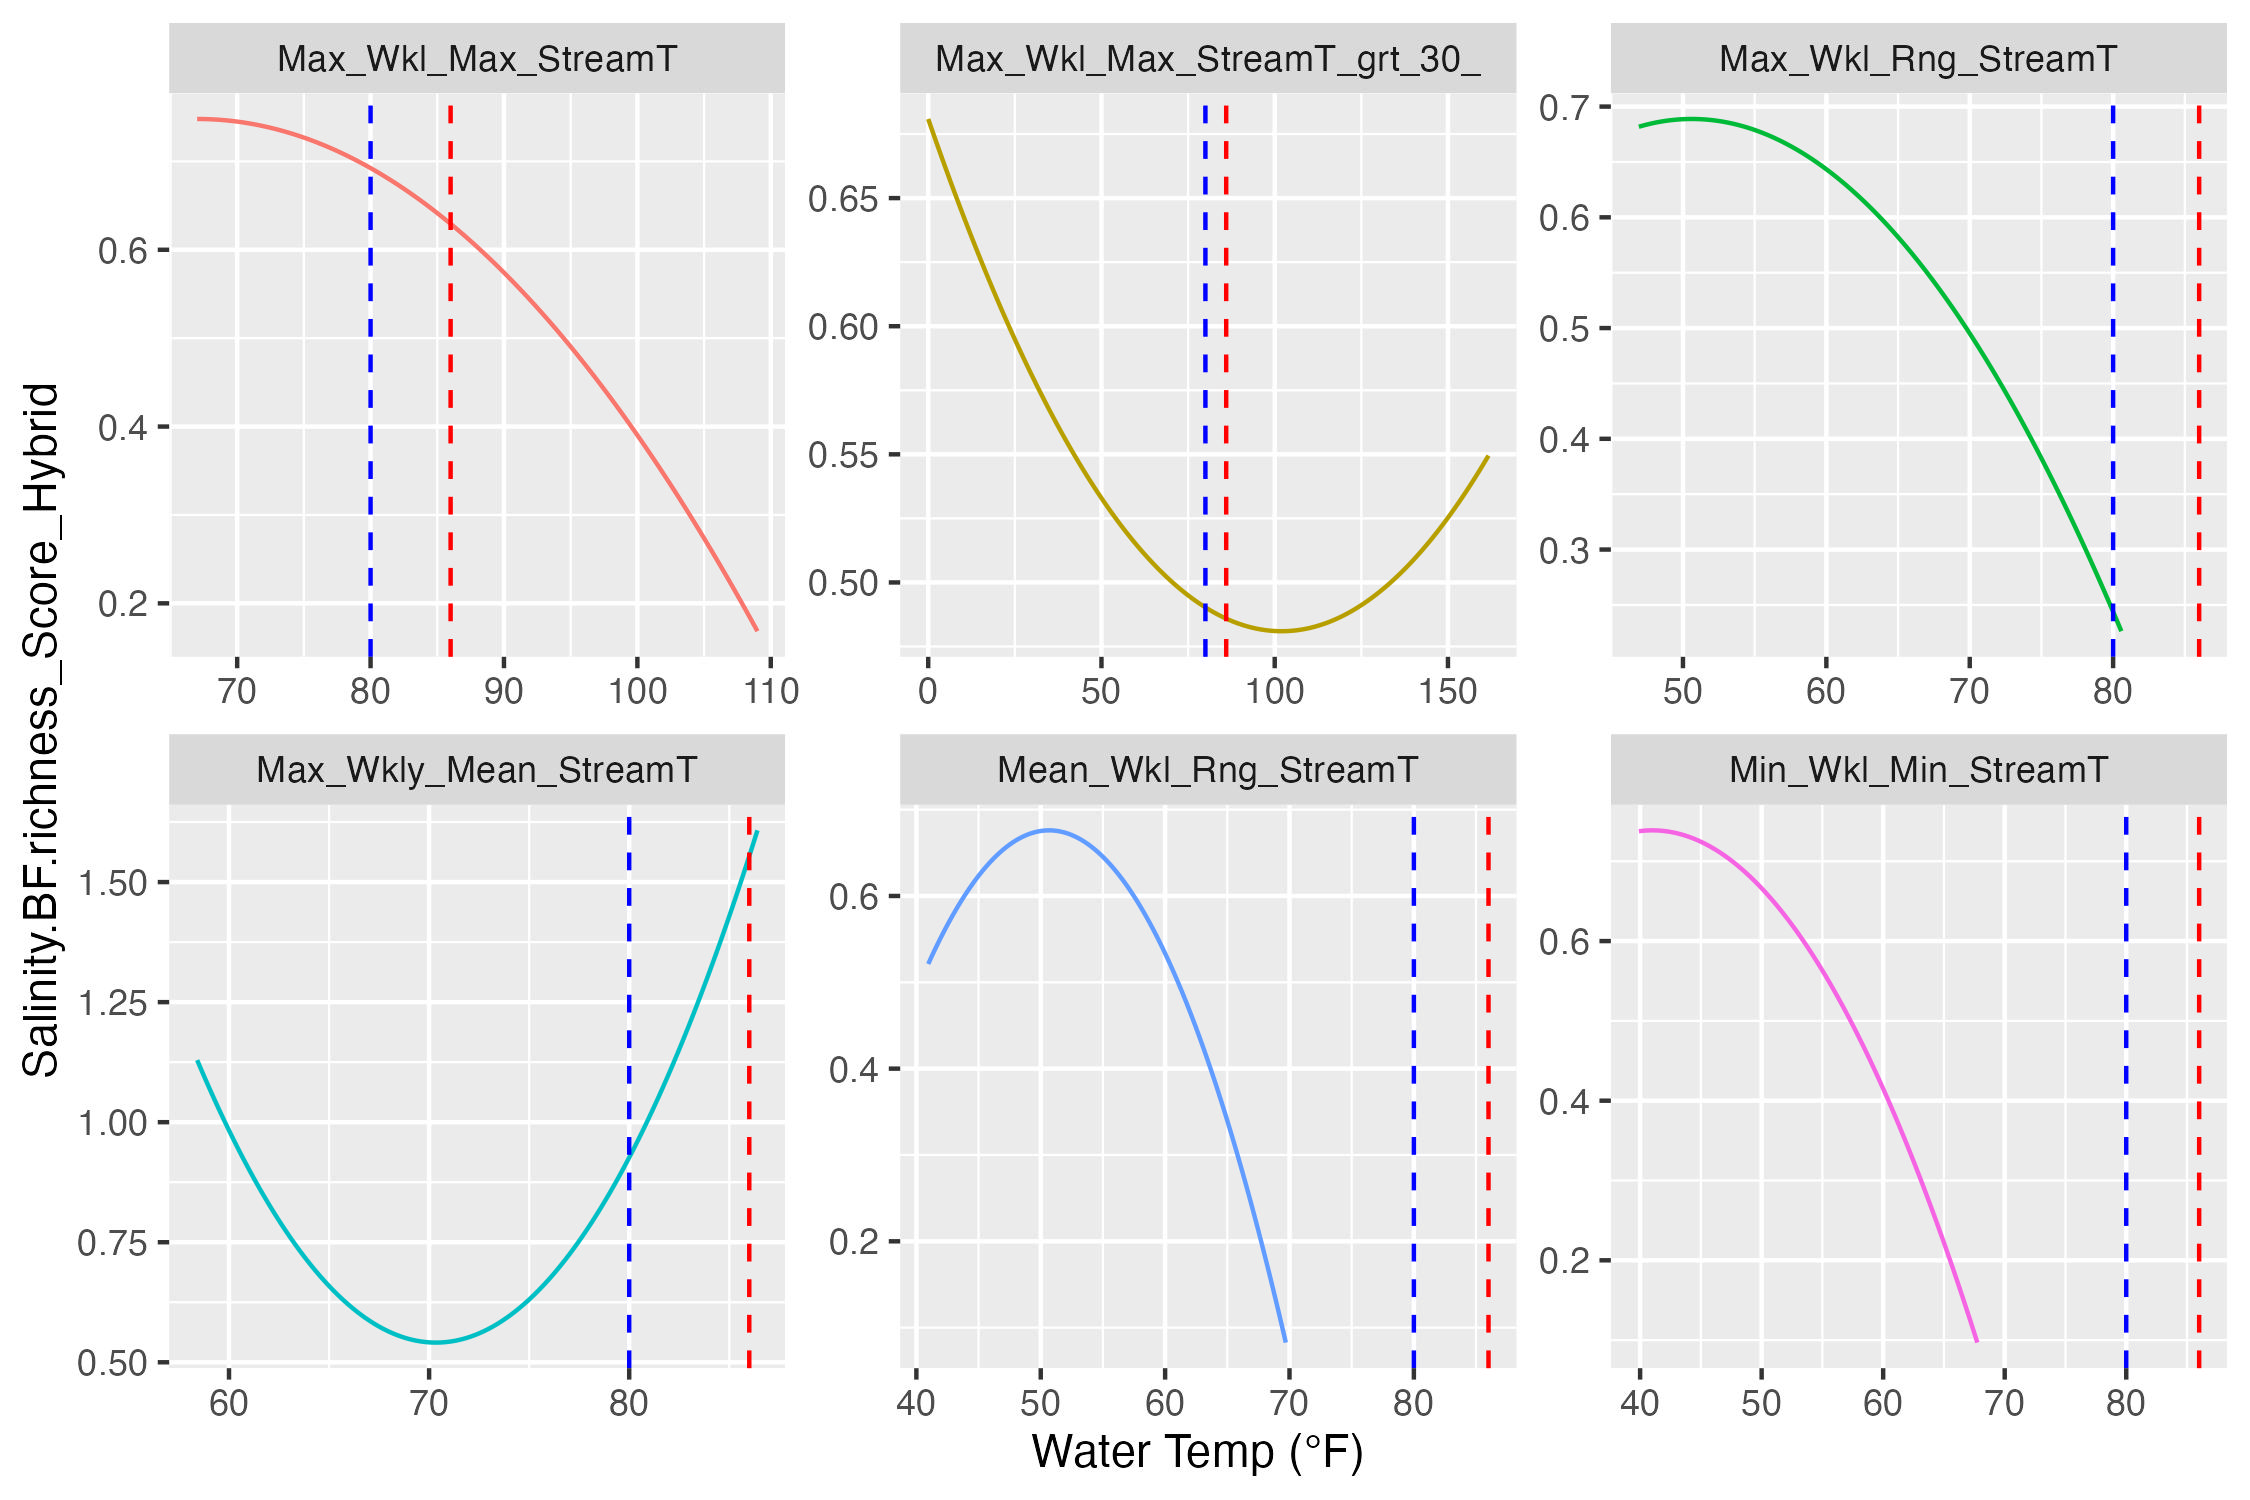 Max_Wkl_Max_StreamT
Max_Wkl_Max_StreamT_grt_30_
Max_Wkl_Rng_StreamT
0.6
0.4
0.2
70 80 90 100 110
0.65
0.60
0.55
0.50
0 50 100 150
0.7
0.6
0.5
0.4
0.3
50 60 70 80
Salinity.BF.richness_Score_Hybrid
Max_Wkly_Mean_StreamT
Mean_Wkl_Rng_StreamT
Min_Wkl_Min_StreamT
1.50
1.25
1.00
0.75
0.50
60 70 80
0.6
0.4
0.2
40 50 60 70 80
0.6
0.4
0.2
40 50 60 70 80
Water Temp (°F)